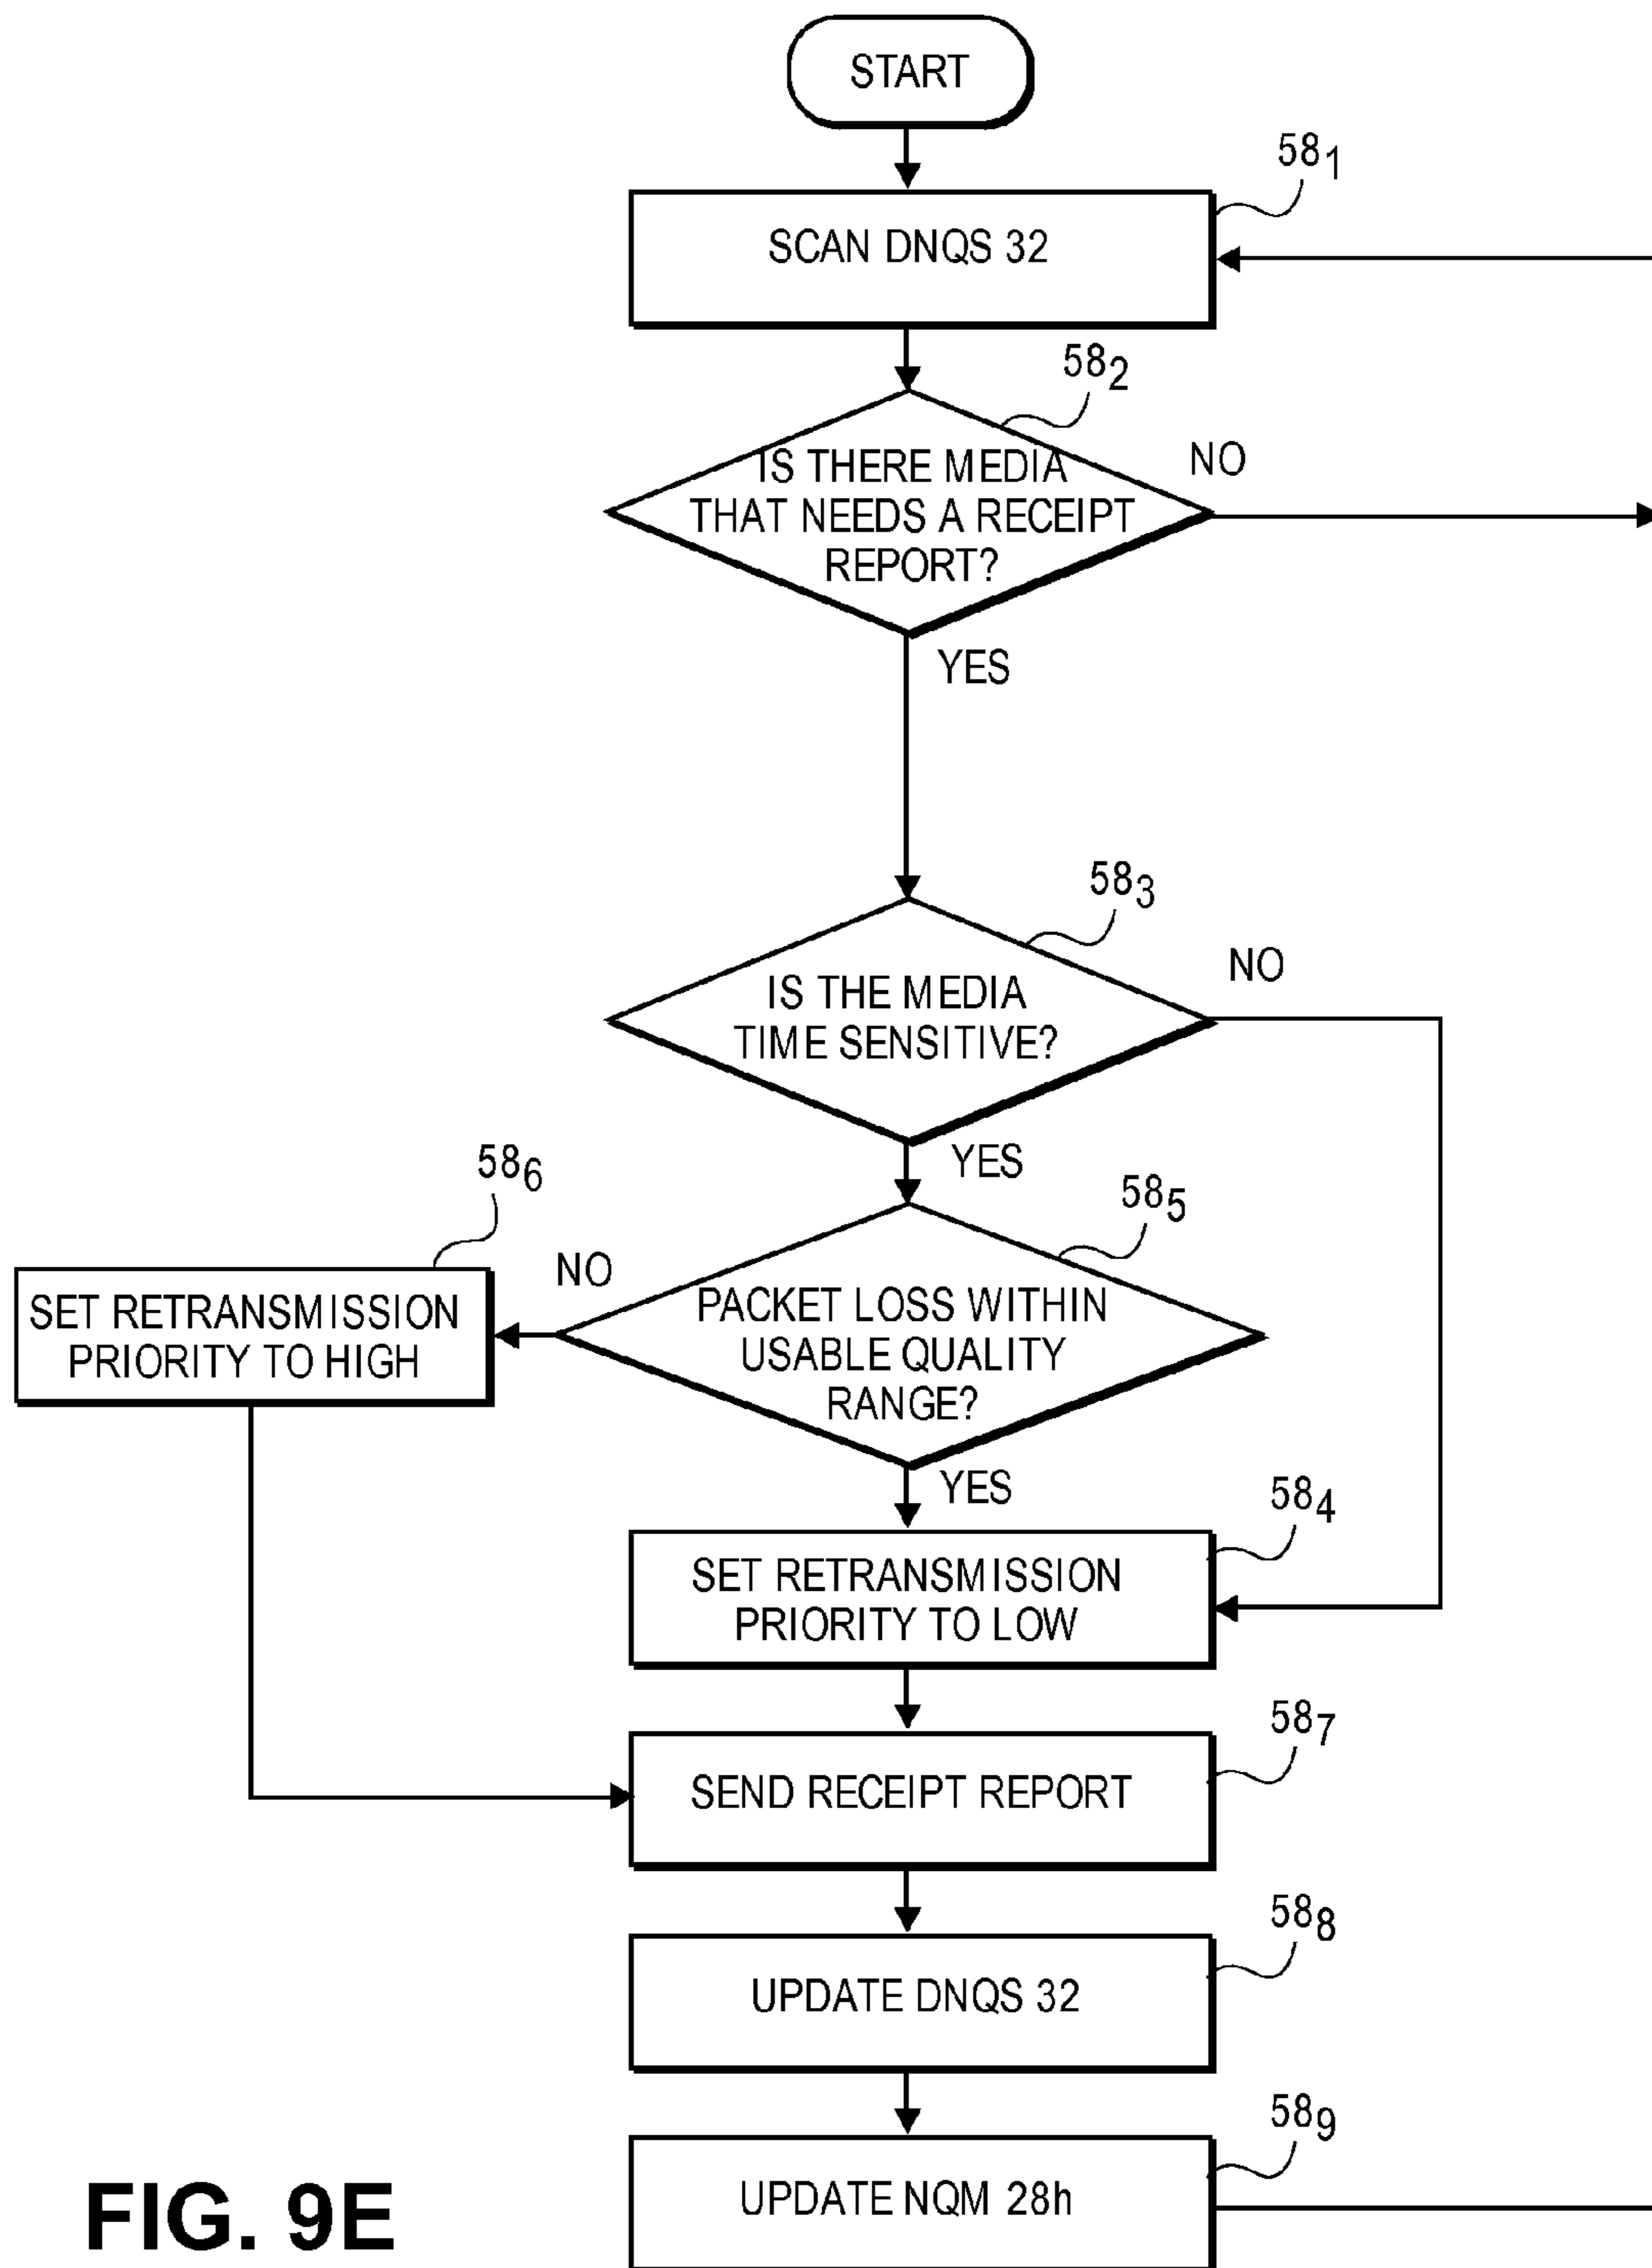 START
58₁
SCAN DNQS 32
58₂
IS THERE MEDIA
THAT NEEDS A RECEIPT
REPORT?
NO
YES
58₃
IS THE MEDIA
TIME SENSITIVE?
NO
YES
58₆
SET RETRANSMISSION
PRIORITY TO HIGH
NO
58₅
PACKET LOSS WITHIN
USABLE QUALITY
RANGE?
YES
58₄
SET RETRANSMISSION
PRIORITY TO LOW
58₇
SEND RECEIPT REPORT
58₈
UPDATE DNQS 32
58₉
UPDATE NQM 28h
FIG. 9E